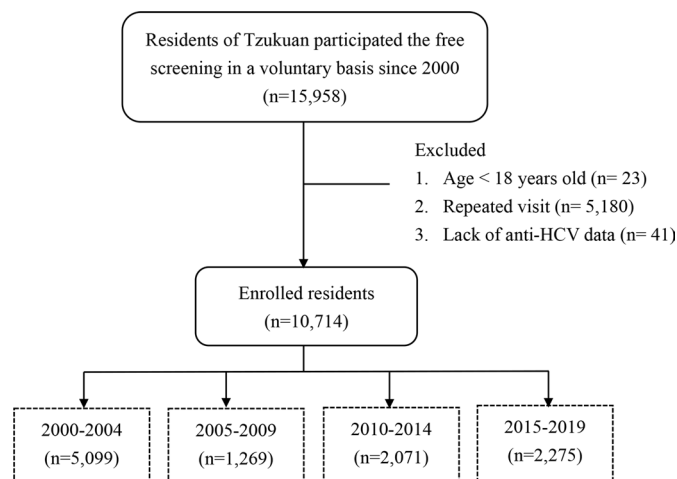 Residents of Tzukuan participated the free
screening in a voluntary basis since 2000
(n=15,958)
Excluded
1. Age < 18 years old (n= 23)
2. Repeated visit (n= 5,180)
3. Lack of anti-HCV data (n= 41)
Enrolled residents
(n=10,714)
2000-2004
(n=5,099)
2005-2009
(n=1,269)
2010-2014
(n=2,071)
2015-2019
(n=2,275)